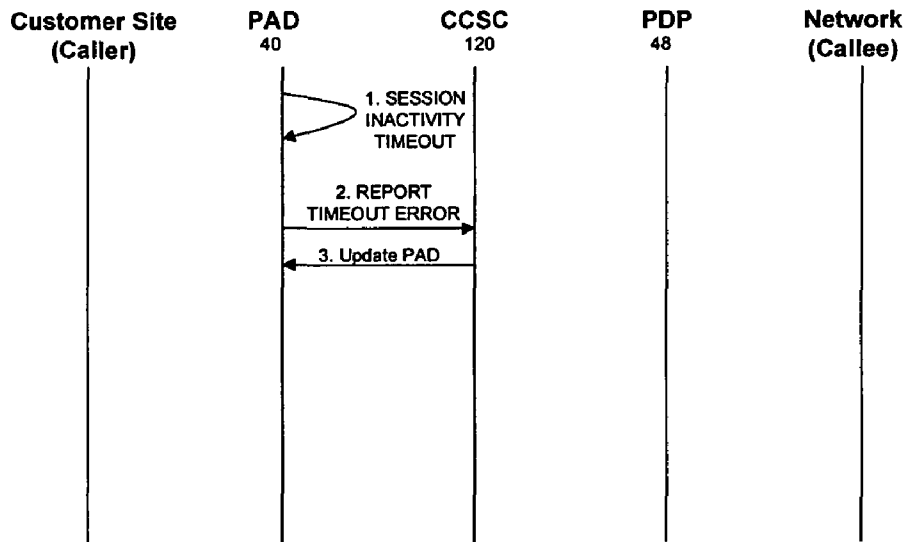 Customer Site
(Caller)
PAD
40
CCSC
120
PDP
48
Network
(Callee)
1. SESSION
INACTIVITY
TIMEOUT
2. REPORT
TIMEOUT ERROR
3. Update PAD